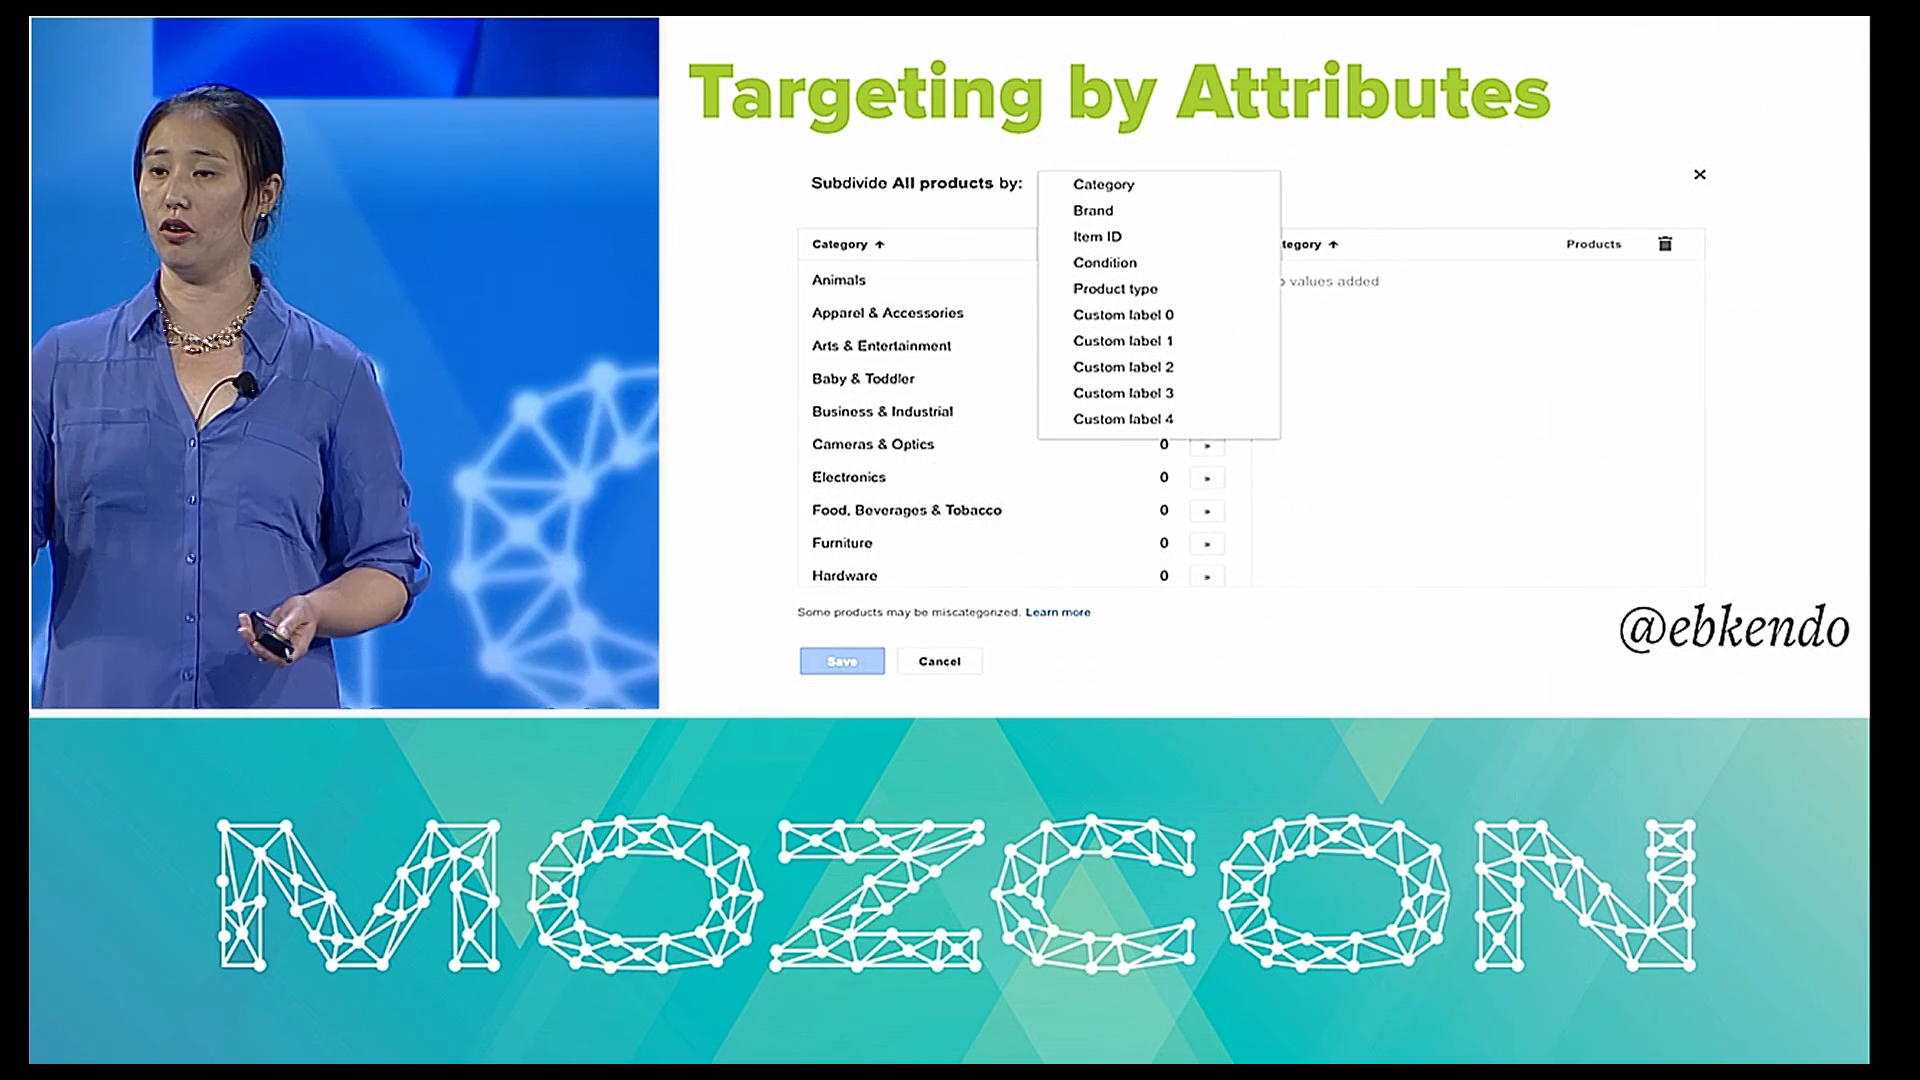 Targeting by Attributes
Subdivide All products by:
Category
Brand
Item ID
Condition
Product type
Custom label 0
Custom label 1
Custom label 2
Custom label 3
Custom label 4
Category ↑
tegory ↑ Products
Animals
values added
Apparel & Accessories
Arts & Entertainment
Baby & Toddler
Business & Industrial
Cameras & Optics 0 »
Electronics 0 »
Food, Beverages & Tobacco 0 »
Furniture 0 »
Hardware 0 »
Some products may be miscategorized. Learn more
Save Cancel
@ebkendo
MOZCON